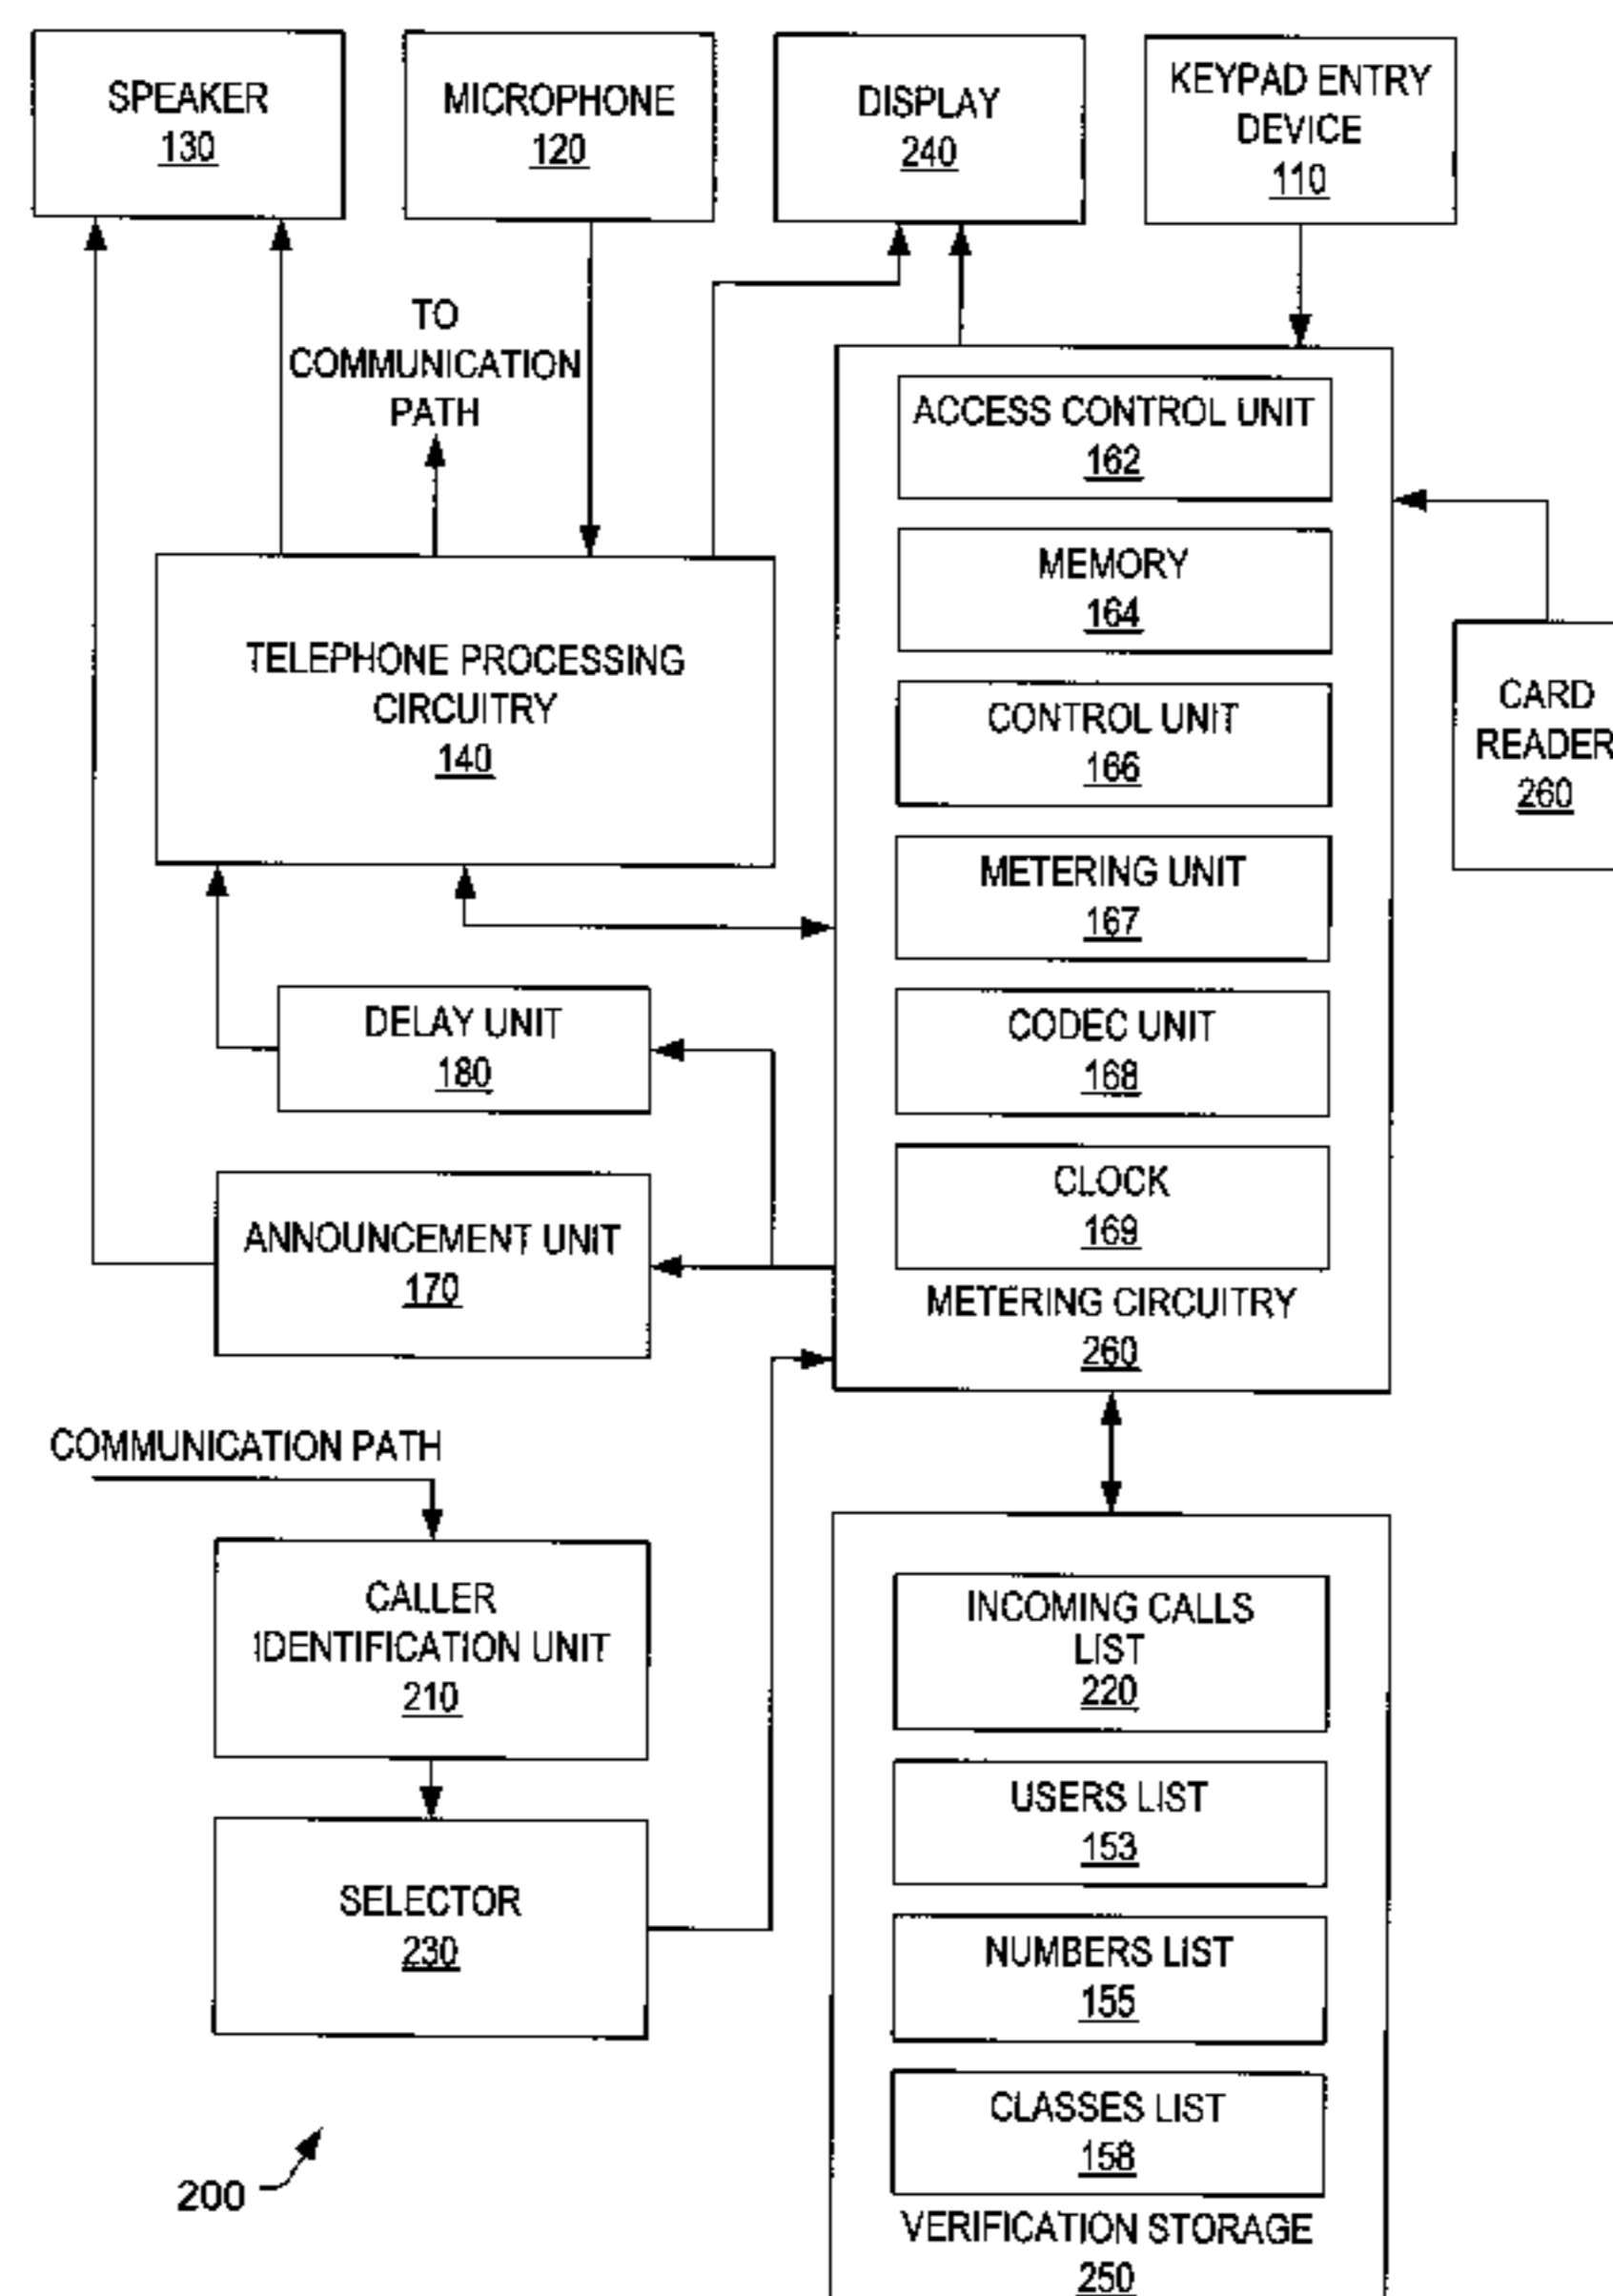 SPEAKER
130
MICROPHONE
120
DISPLAY
240
KEYPAD ENTRY
DEVICE
110
TO
COMMUNICATION
PATH
ACCESS CONTROL UNIT
162
MEMORY
164
TELEPHONE PROCESSING
CIRCUITRY
140
CONTROL UNIT
166
CARD
READER
260
METERING UNIT
167
DELAY UNIT
180
CODEC UNIT
168
ANNOUNCEMENT UNIT
170
CLOCK
169
METERING CIRCUITRY
260
COMMUNICATION PATH
CALLER
IDENTIFICATION UNIT
210
INCOMING CALLS
LIST
220
USERS LIST
153
SELECTOR
230
NUMBERS LIST
155
CLASSES LIST
158
200
VERIFICATION STORAGE
250